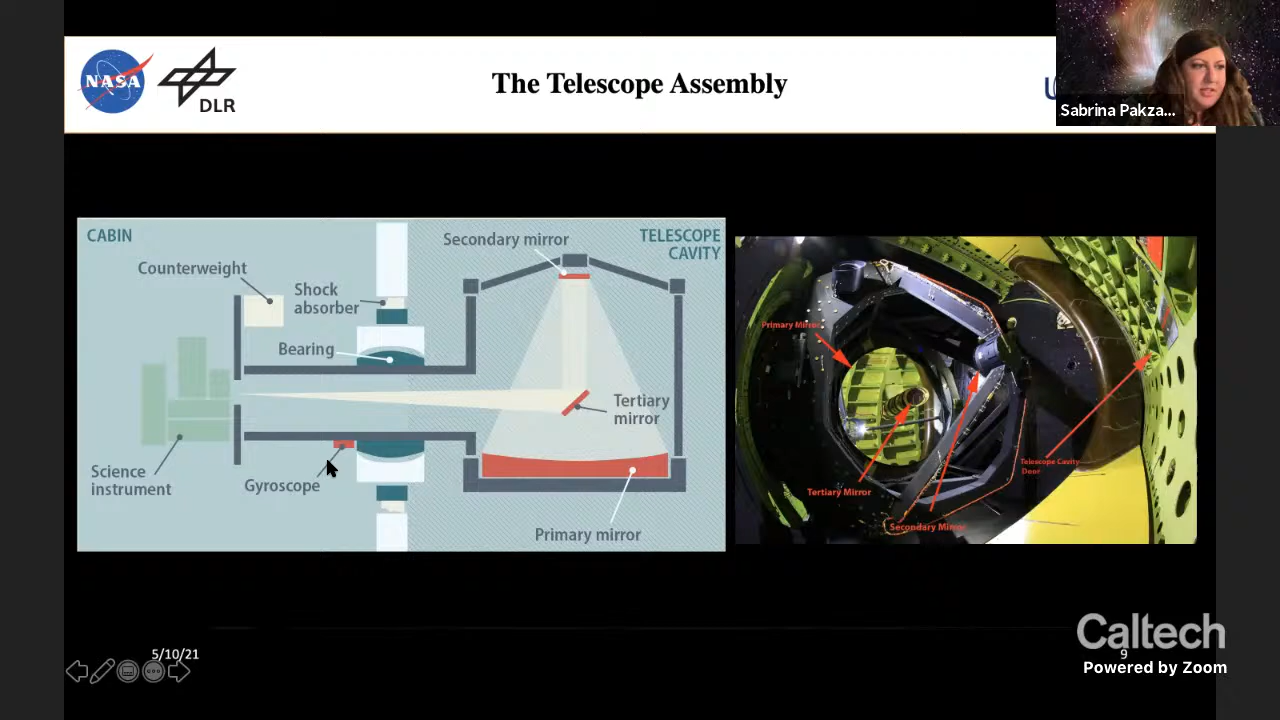 NASA
DLR
The Telescope Assembly
Sabrina Pakza...
CABIN
Counterweight
Shock
absorber
Bearing
Science
instrument
Gyroscope
Secondary mirror
TELESCOPE
CAVITY
Tertiary
mirror
Primary mirror
Primary Mirror
Tertiary Mirror
Secondary Mirror
Telescope Cavity
Door
5/10/21
9
Caltech
Powered by Zoom